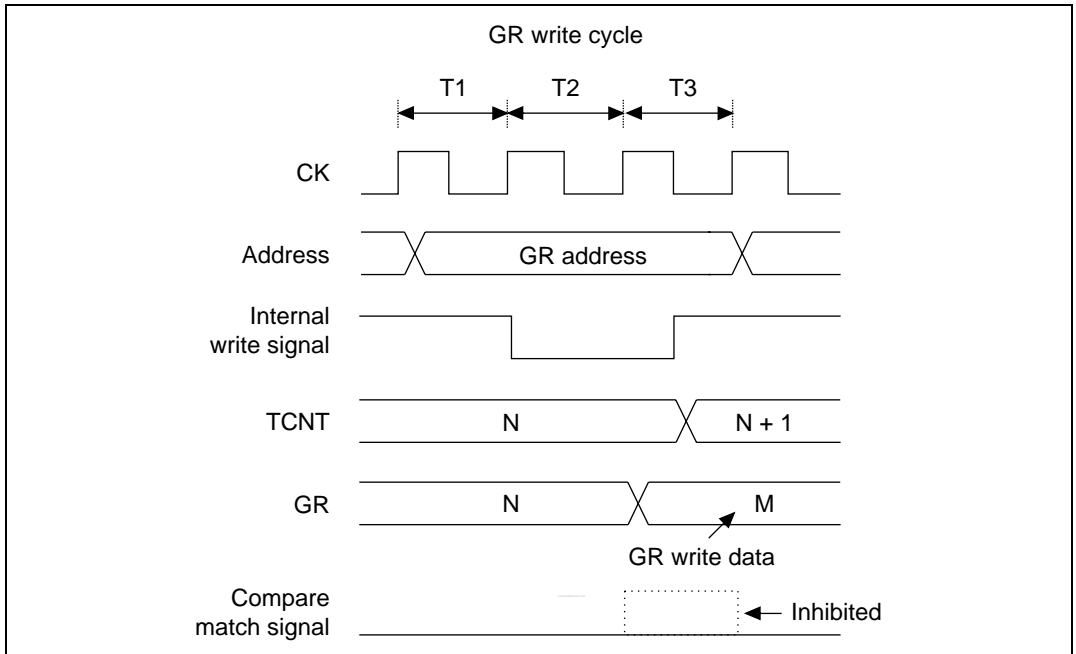 GR write cycle
T1 T2 T3
CK
Address
GR address
Internal
write signal
TCNT
N
N + 1
GR
N
M
GR write data
Compare
match signal
Inhibited